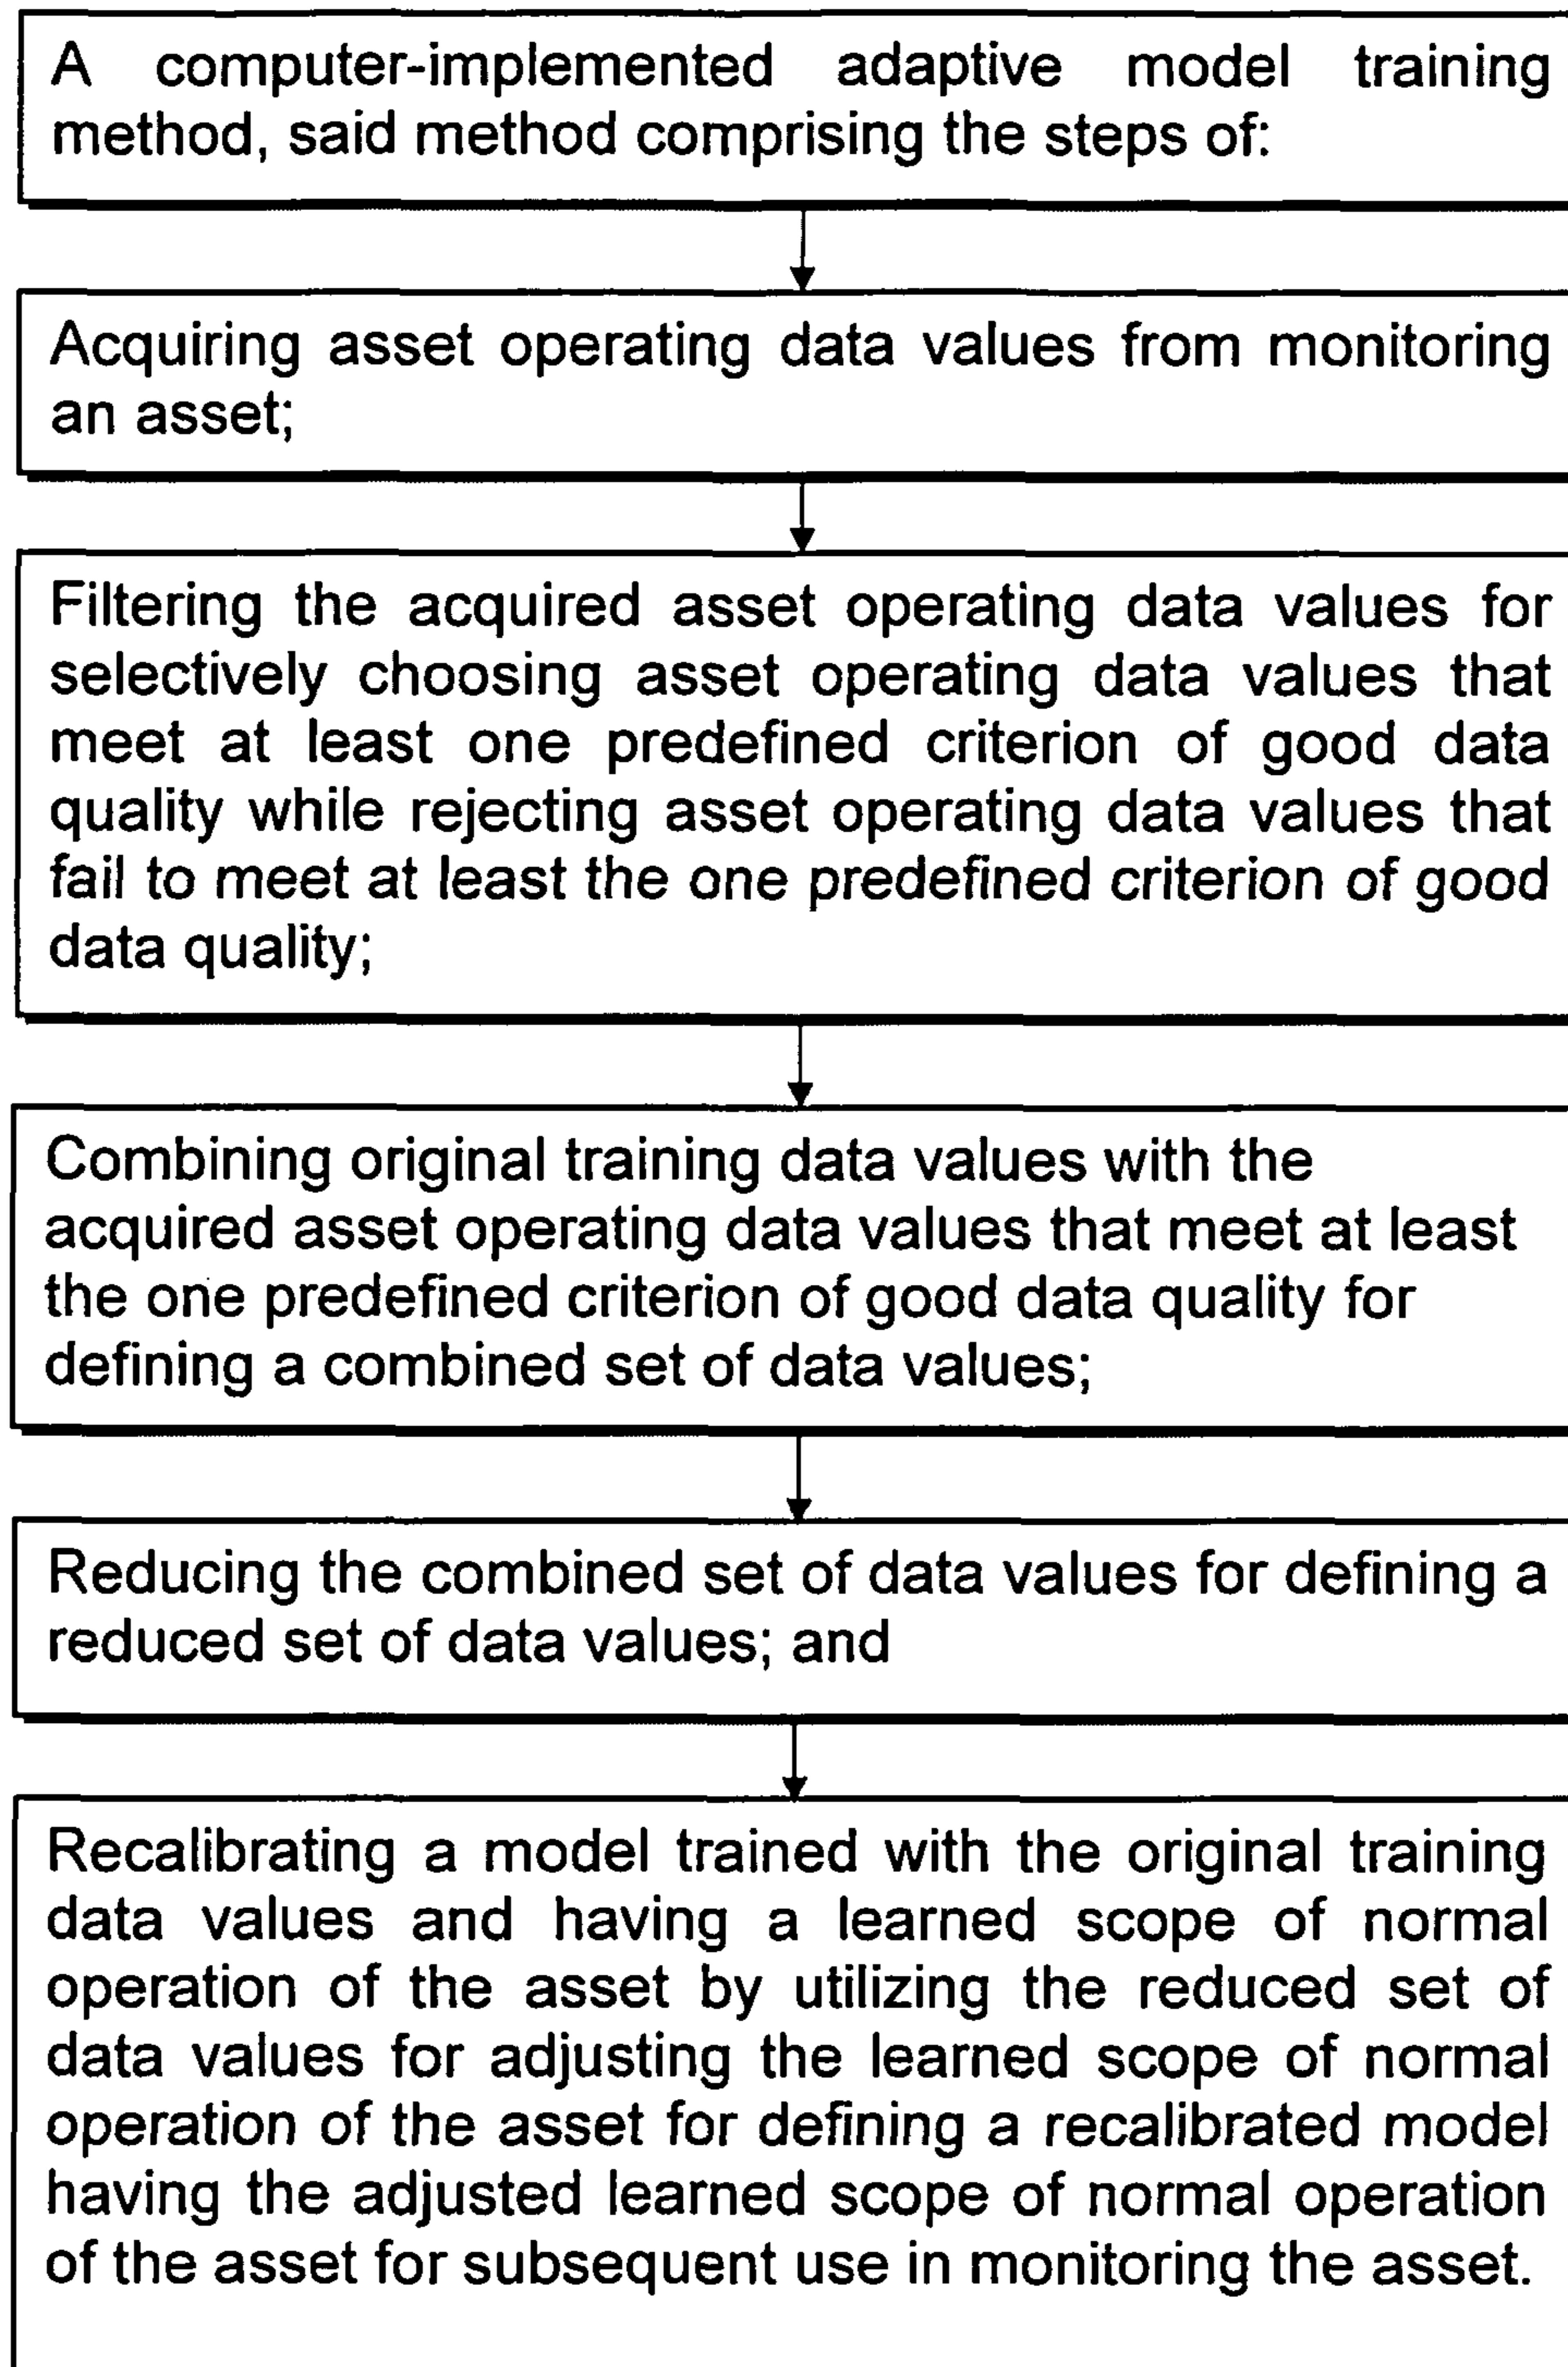 A computer-implemented adaptive model training
method, said method comprising the steps of:
Acquiring asset operating data values from monitoring
an asset;
Filtering the acquired asset operating data values for
selectively choosing asset operating data values that
meet at least one predefined criterion of good data
quality while rejecting asset operating data values that
fail to meet at least the one predefined criterion of good
data quality;
Combining original training data values with the
acquired asset operating data values that meet at least
the one predefined criterion of good data quality for
defining a combined set of data values;
Reducing the combined set of data values for defining a
reduced set of data values; and
Recalibrating a model trained with the original training
data values and having a learned scope of normal
operation of the asset by utilizing the reduced set of
data values for adjusting the learned scope of normal
operation of the asset for defining a recalibrated model
having the adjusted learned scope of normal operation
of the asset for subsequent use in monitoring the asset.